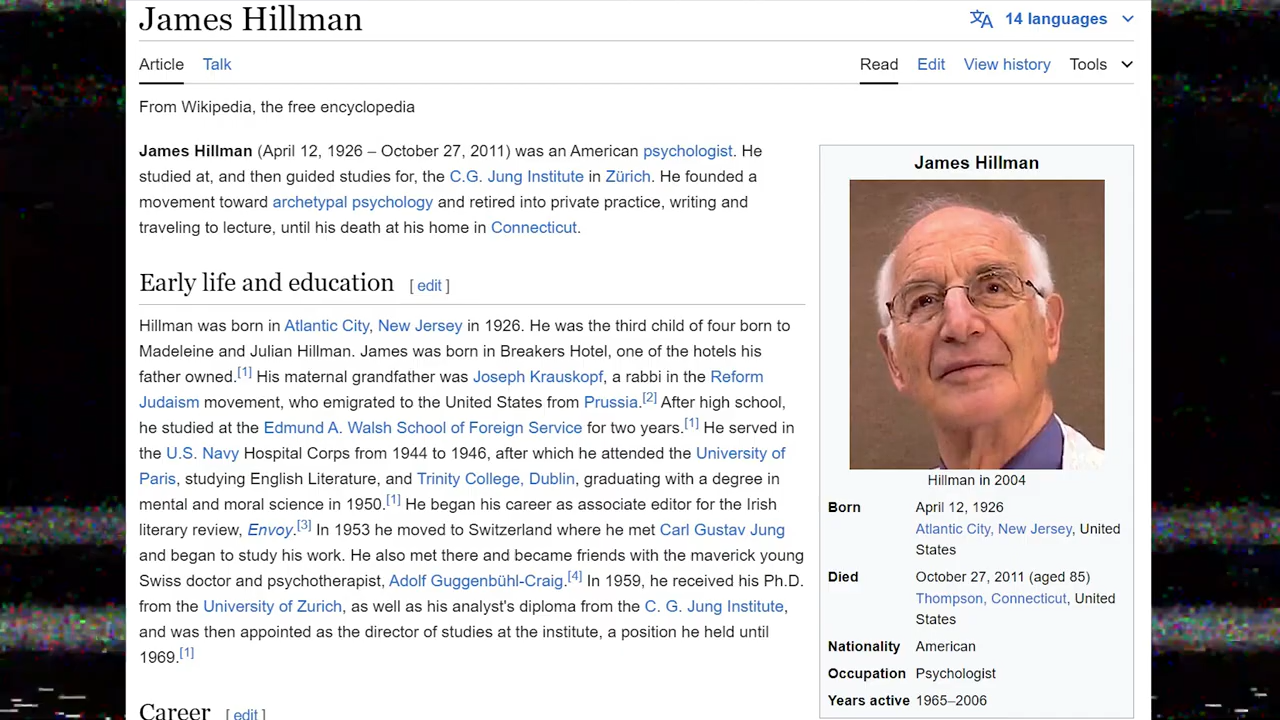 James Hillman
14 languages
Article Talk
Read Edit View history Tools
From Wikipedia, the free encyclopedia
James Hillman (April 12, 1926 – October 27, 2011) was an American psychologist. He
studied at, and then guided studies for, the C.G. Jung Institute in Zürich. He founded a
movement toward archetypal psychology and retired into private practice, writing and
traveling to lecture, until his death at his home in Connecticut.
Early life and education [ edit ]
Hillman was born in Atlantic City, New Jersey in 1926. He was the third child of four born to
Madeleine and Julian Hillman. James was born in Breakers Hotel, one of the hotels his
father owned.[1] His maternal grandfather was Joseph Krauskopf, a rabbi in the Reform
Judaism movement, who emigrated to the United States from Prussia.[2] After high school,
he studied at the Edmund A. Walsh School of Foreign Service for two years.[1] He served in
the U.S. Navy Hospital Corps from 1944 to 1946, after which he attended the University of
Paris, studying English Literature, and Trinity College, Dublin, graduating with a degree in
mental and moral science in 1950.[1] He began his career as associate editor for the Irish
literary review, Envoy.[3] In 1953 he moved to Switzerland where he met Carl Gustav Jung
and began to study his work. He also met there and became friends with the maverick young
Swiss doctor and psychotherapist, Adolf Guggenbühl-Craig.[4] In 1959, he received his Ph.D.
from the University of Zurich, as well as his analyst's diploma from the C. G. Jung Institute,
and was then appointed as the director of studies at the institute, a position he held until
1969.[1]
Career [ edit ]
James Hillman
Hillman in 2004
Born April 12, 1926
Atlantic City, New Jersey, United
States
Died October 27, 2011 (aged 85)
Thompson, Connecticut, United
States
Nationality American
Occupation Psychologist
Years active 1965–2006